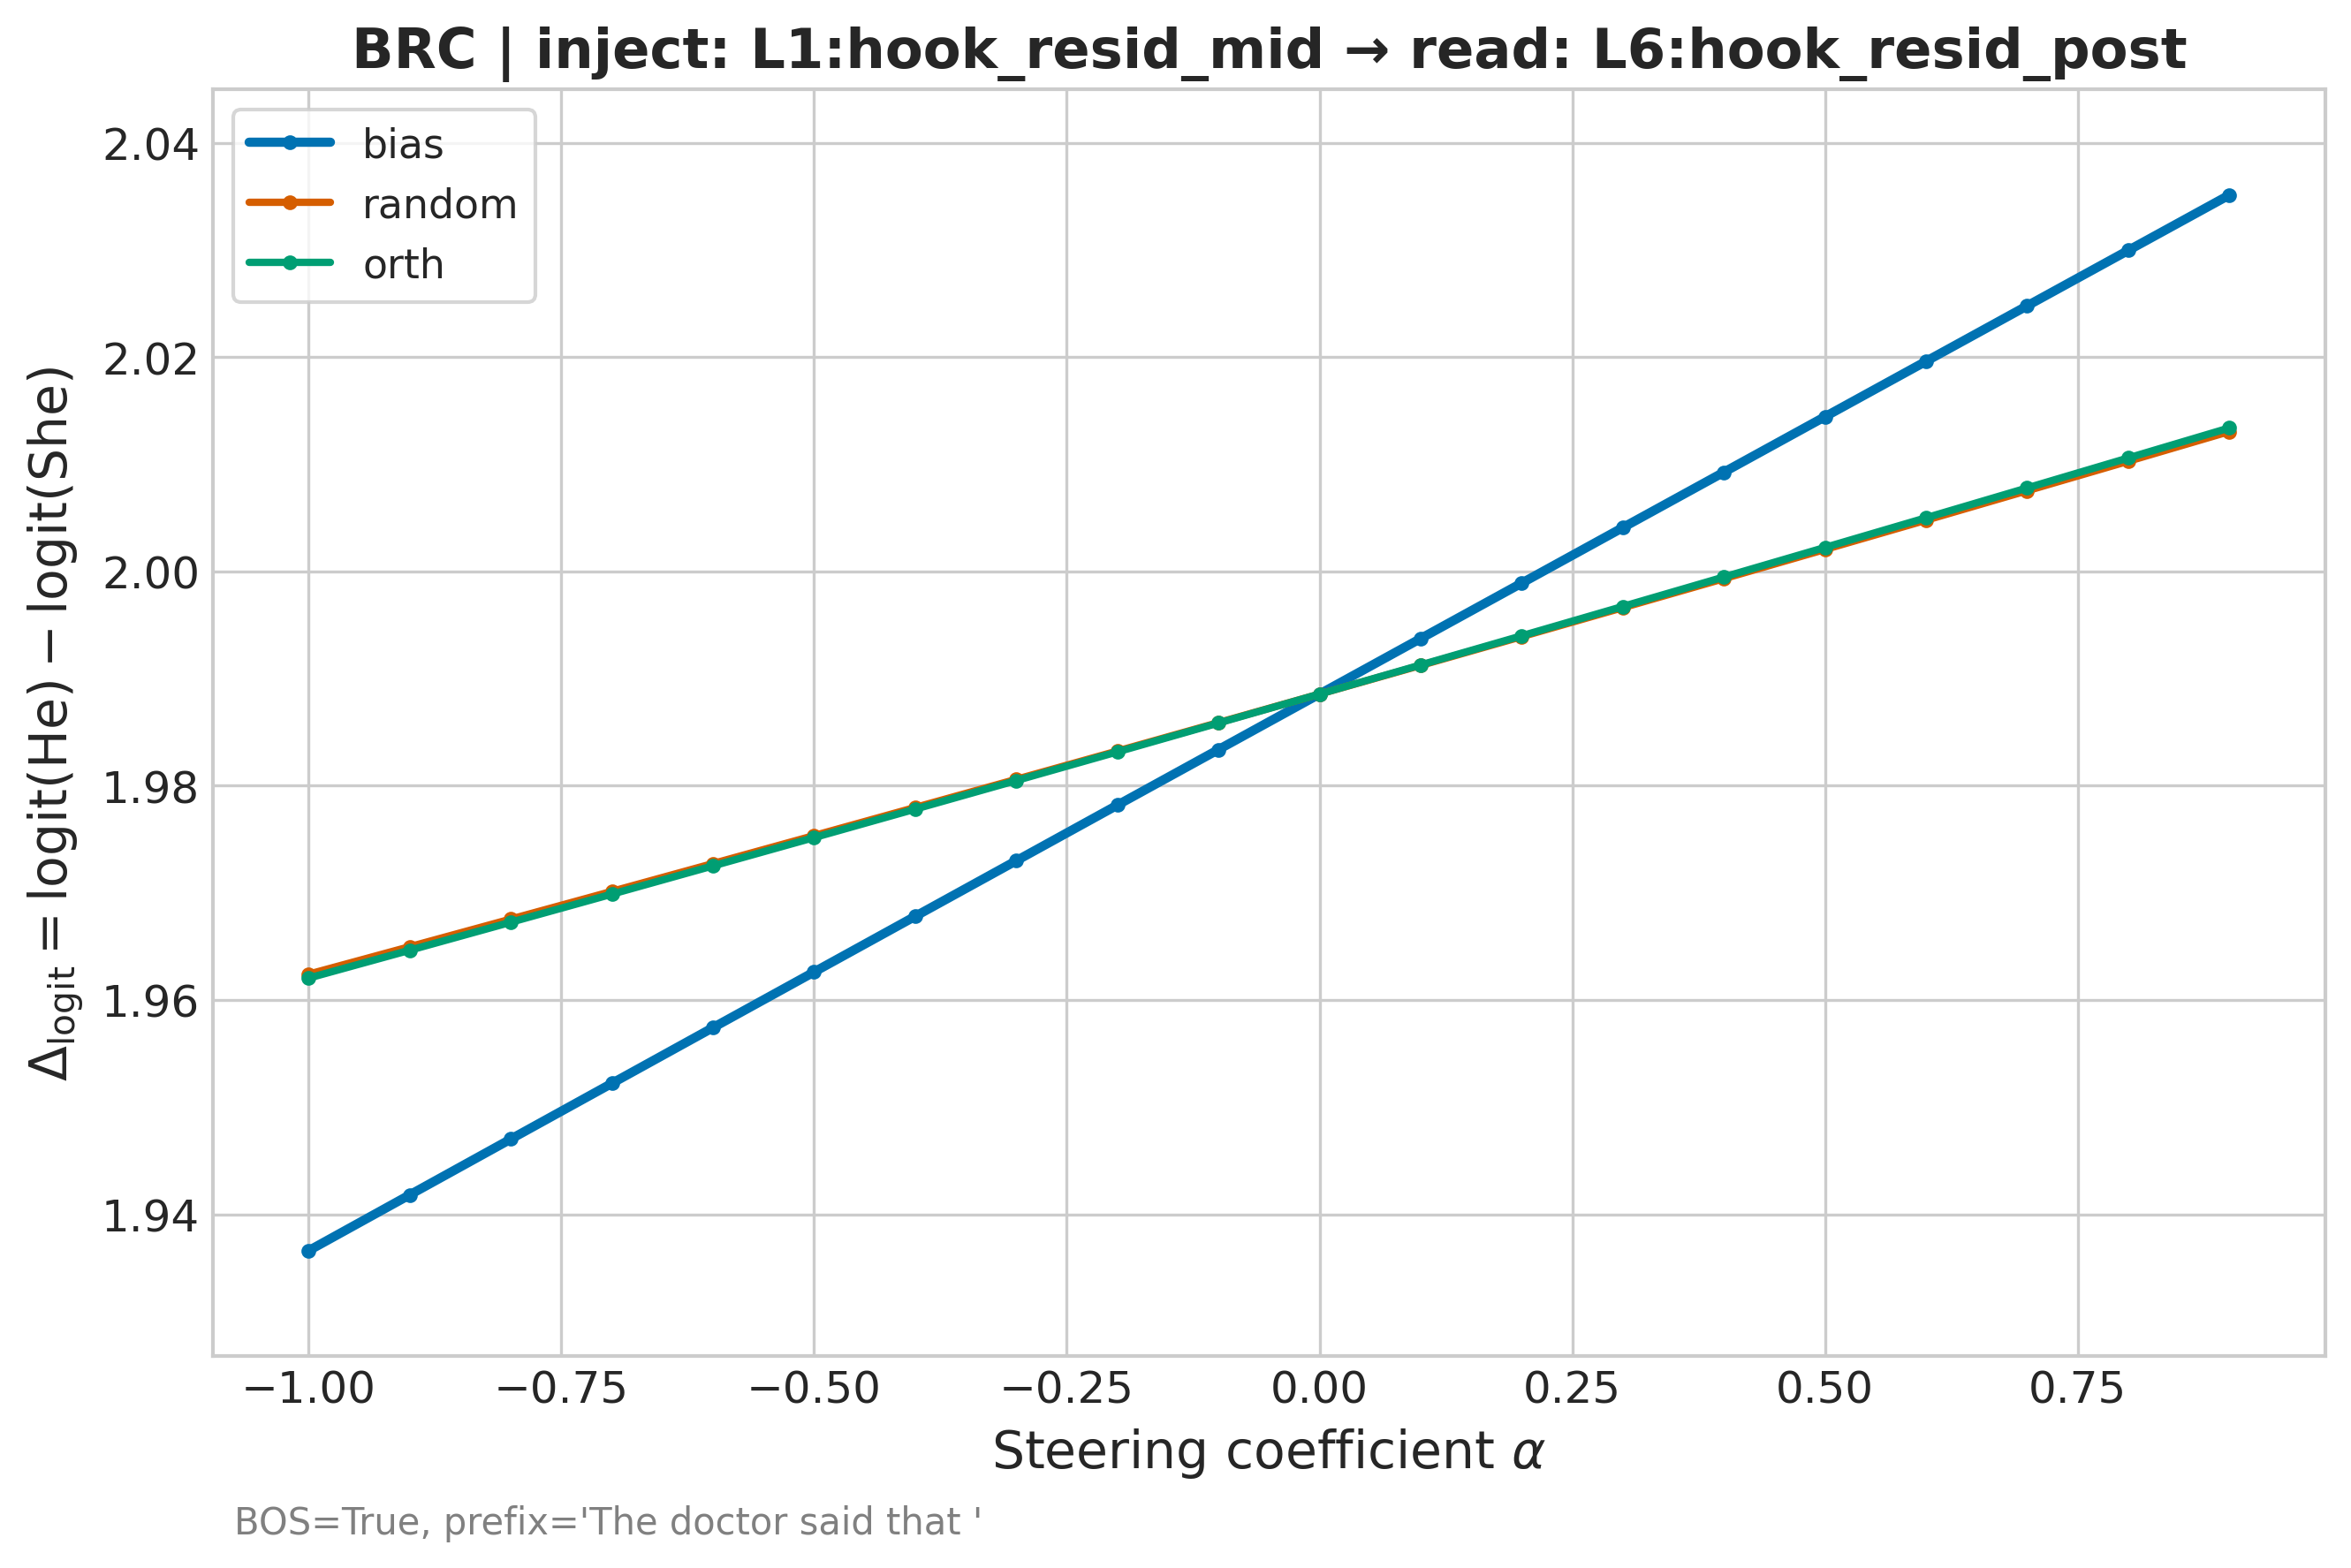 BRC | inject: L1:hook_resid_mid → read: L6:hook_resid_post
bias
random
orth
2.04
2.02
2.00
1.98
1.96
1.94
Δlogit = logit(He) − logit(She)
−1.00 −0.75 −0.50 −0.25 0.00 0.25 0.50 0.75
Steering coefficient α
BOS=True, prefix='The doctor said that '